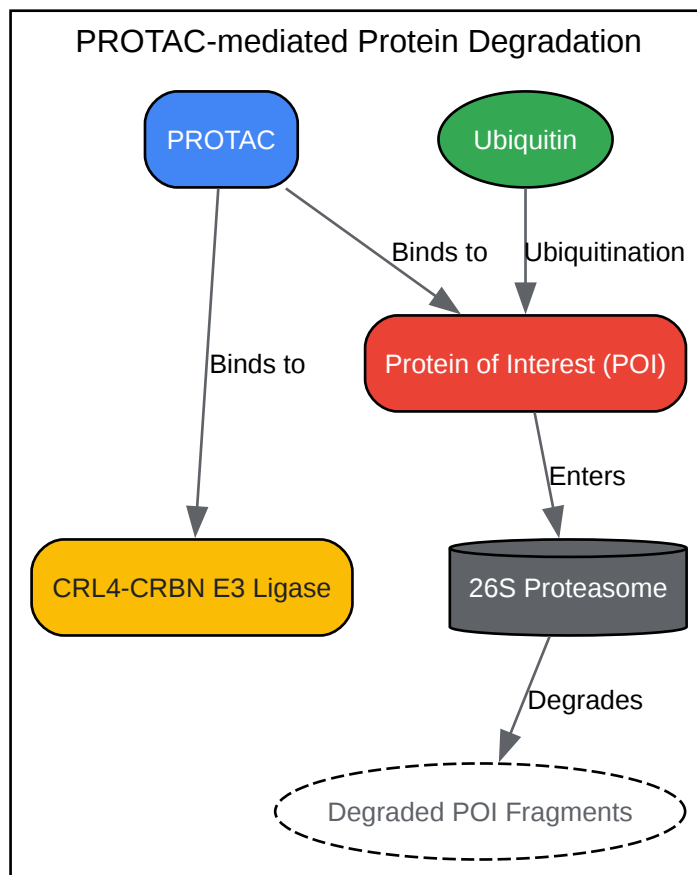 PROTAC-mediated Protein Degradation
PROTAC
Ubiquitin
Binds to
Ubiquitination
Protein of Interest (POI)
Binds to
Enters
CRL4-CRBN E3 Ligase
26S Proteasome
Degrades
Degraded POI Fragments